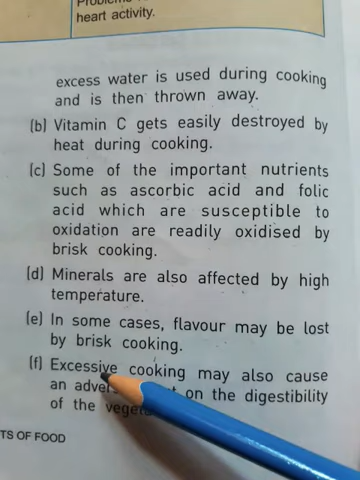 heart activity.
excess water is used during cooking
and is then thrown away.
(b) Vitamin C gets easily destroyed by
heat during cooking.
(c) Some of the important nutrients
such as ascorbic acid and folic
acid which are susceptible to
oxidation are readily oxidised by
brisk cooking.
(d) Minerals are also affected by high
temperature.
(e) In some cases, flavour may be lost
by brisk cooking.
(f) Excessive cooking may also cause
an on the digestibility
of the
TS OF FOOD